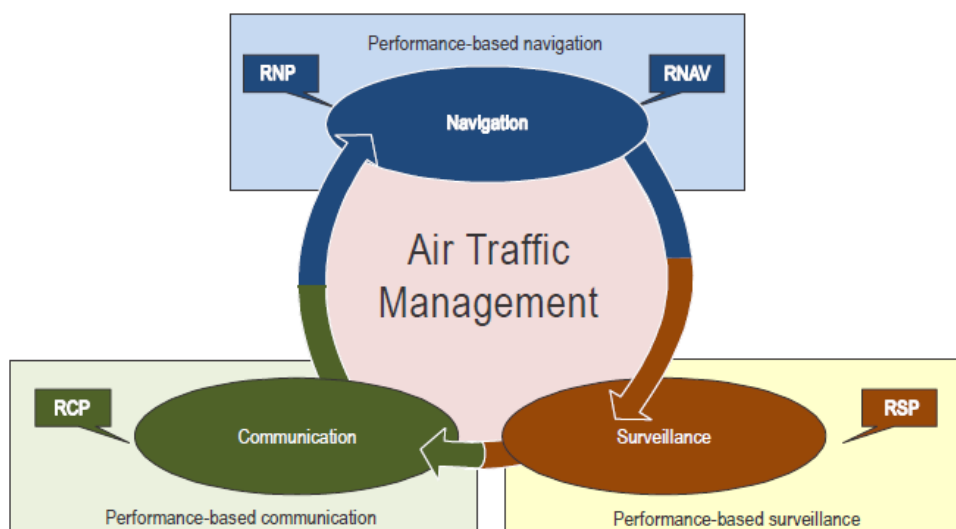 Performance-based navigation
RNP
RNAV
Navigation
Air Traffic
Management
RCP
Communication
Surveillance
RSP
Performance-based communication
Performance-based surveillance